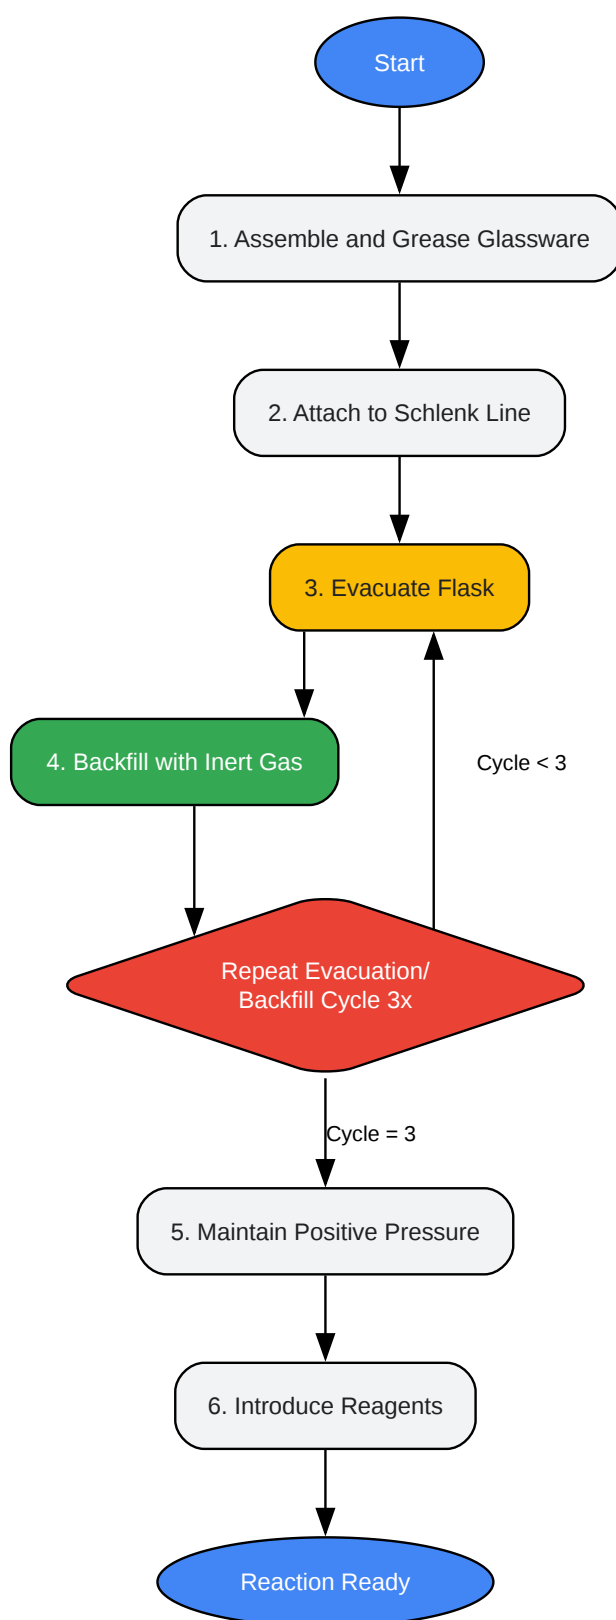 Start
1. Assemble and Grease Glassware
2. Attach to Schlenk Line
3. Evacuate Flask
4. Backfill with Inert Gas
Cycle < 3
Repeat Evacuation/
Backfill Cycle 3x
Cycle = 3
5. Maintain Positive Pressure
6. Introduce Reagents
Reaction Ready